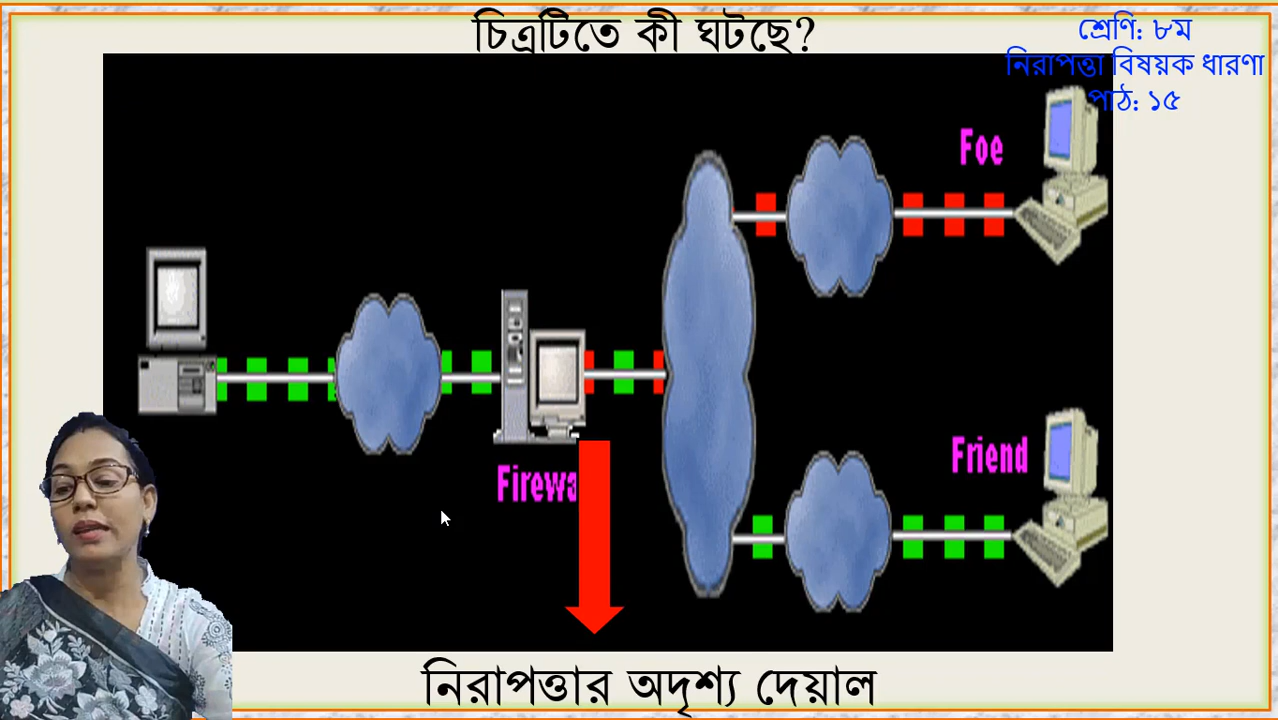 চিত্রটিতে কী ঘটছে?
শ্রেণি: ৮ম
নিরাপত্তা বিষয়ক ধারণা
পাঠ: ১৫
Foe
Friend
Firewa
নিরাপত্তার অদৃশ্য দেয়াল